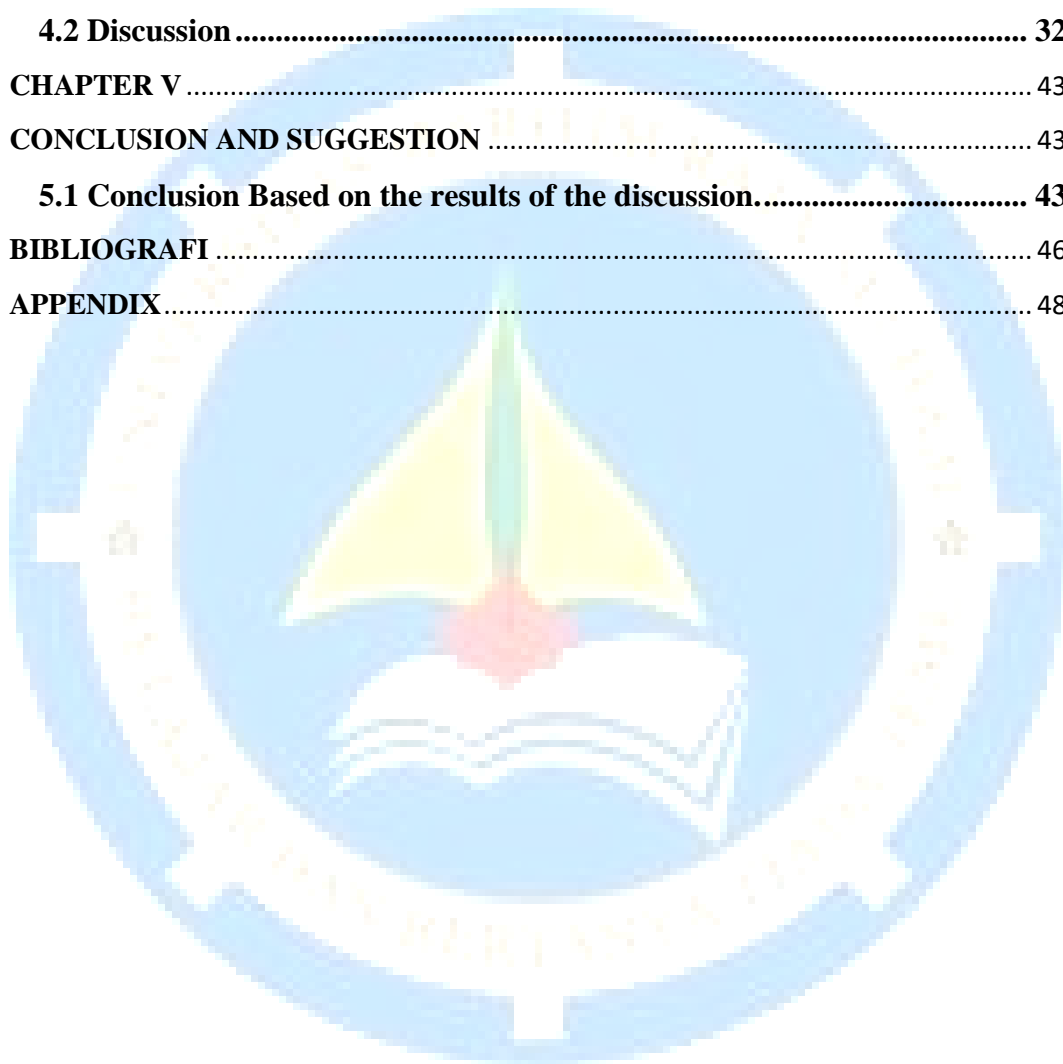 4.2 Discussion.................................................................................................... 32
CHAPTER V......................................................................................................... 43
CONCLUSION AND SUGGESTION .................................................................... 43
5.1 Conclusion Based on the results of the discussion.................................. 43
BIBLIOGRAFI ...................................................................................................... 46
APPENDIX............................................................................................................ 48